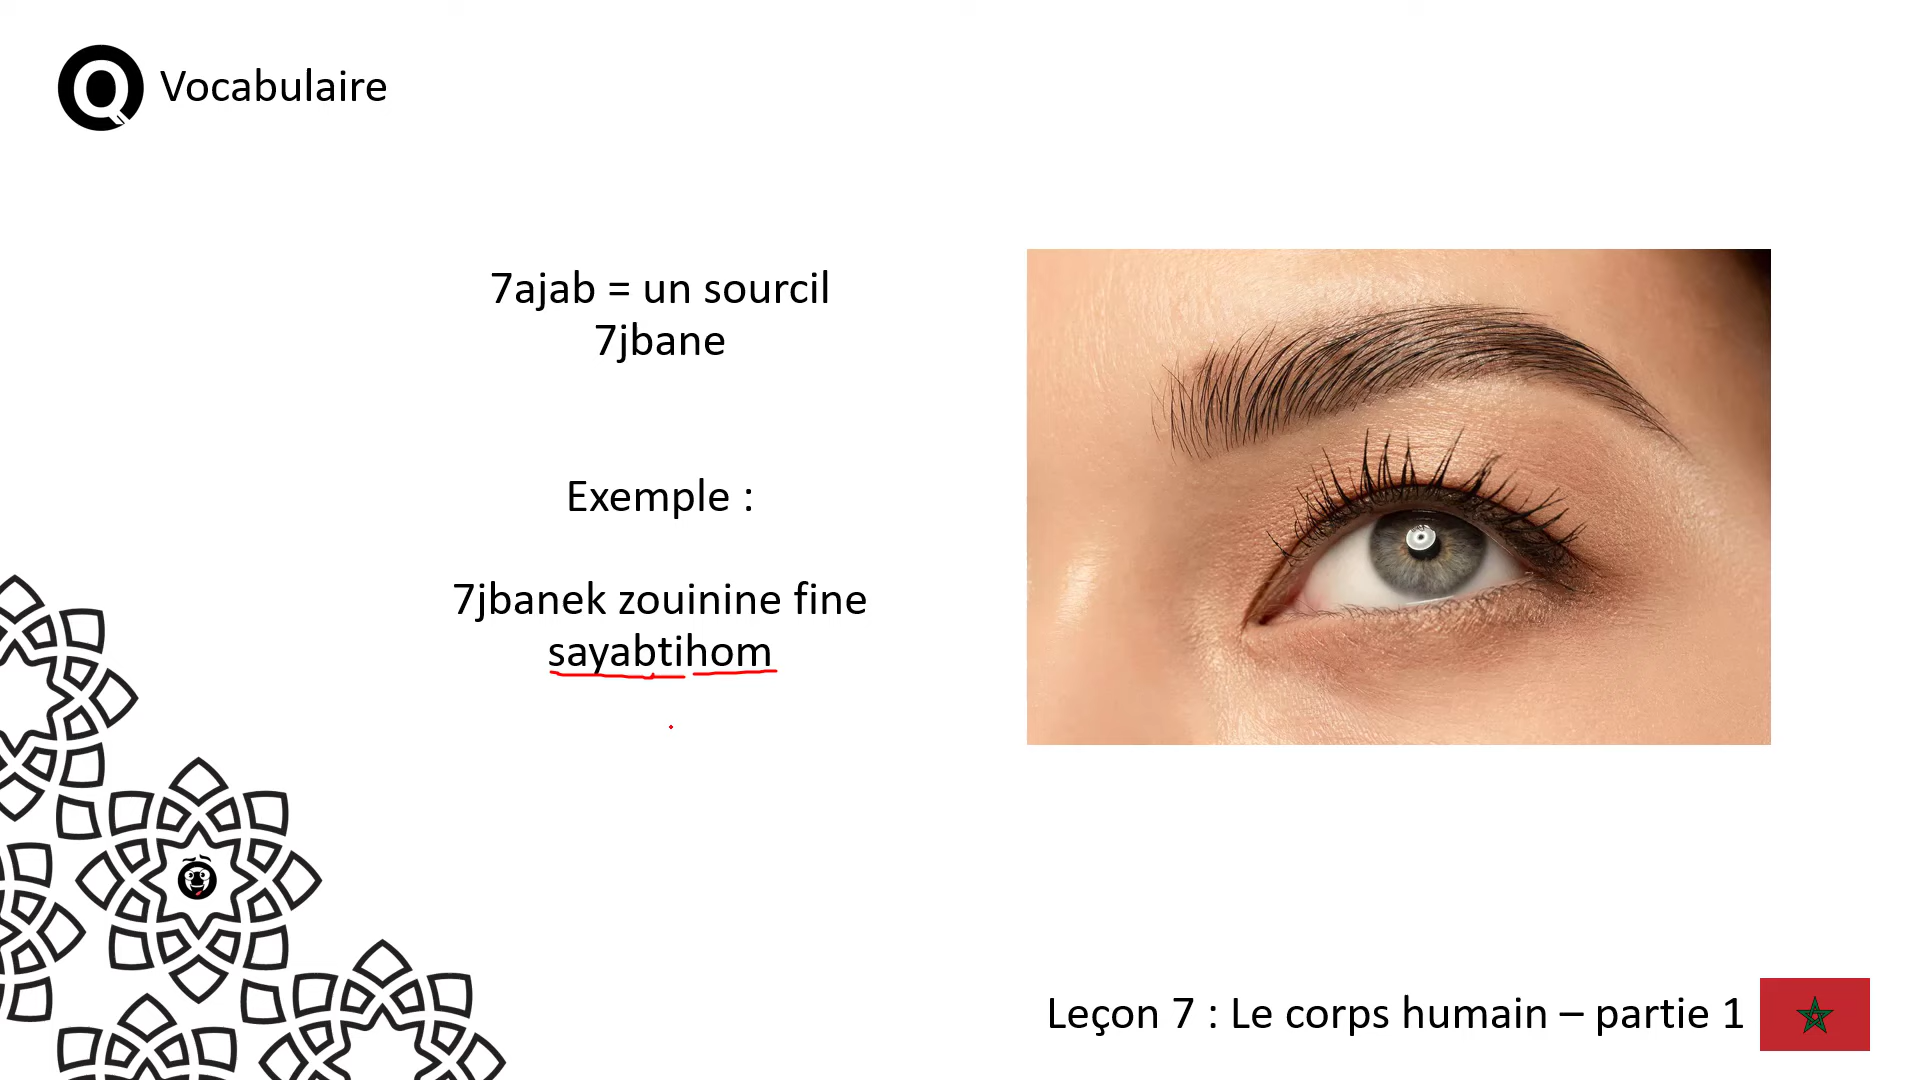 Q Vocabulaire
7ajab = un sourcil
7jbane
Exemple :
7jbanek zouinine fine
sayabtihom
Leçon 7 : Le corps humain – partie 1